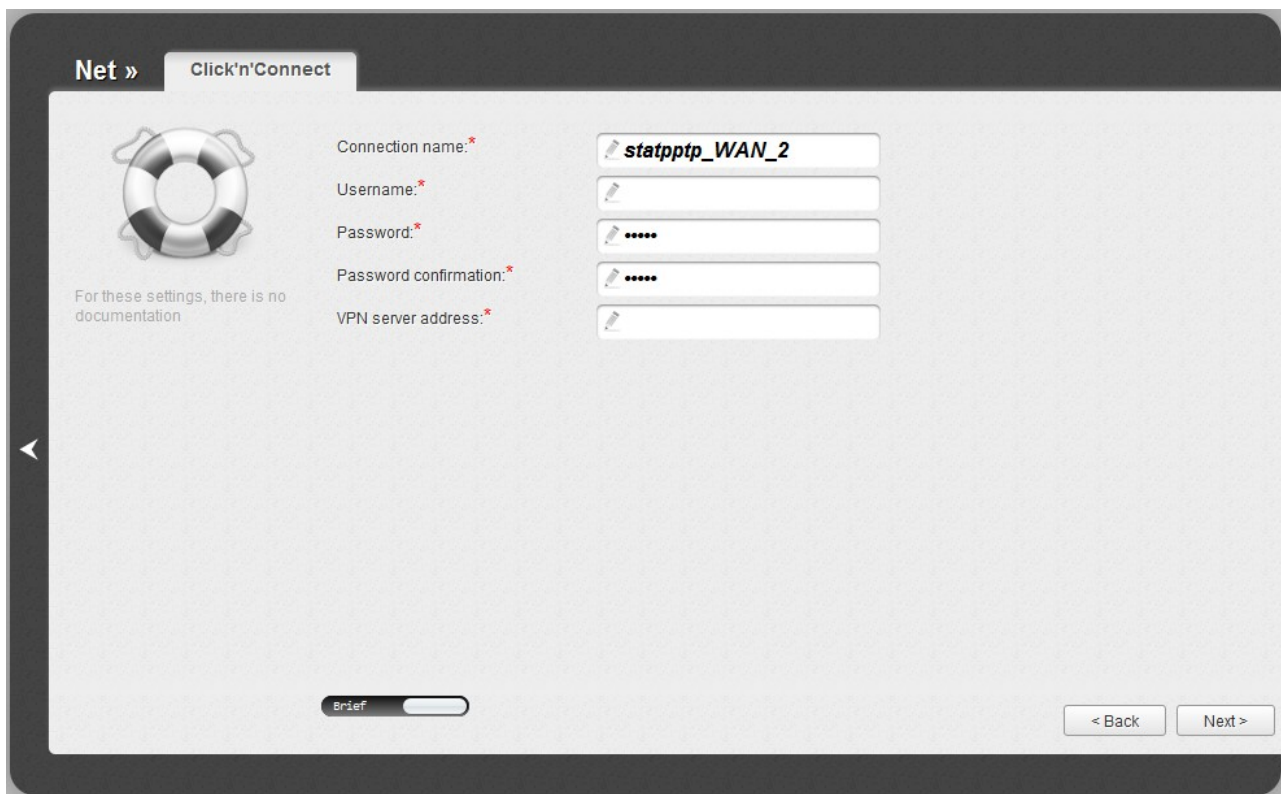 Net »
Click'n'Connect
Connection name:*
statpptp_WAN_2
Username:*
Password:*
•••••
Password confirmation:*
•••••
VPN server address:*
For these settings, there is no
documentation
Brief
< Back
Next >